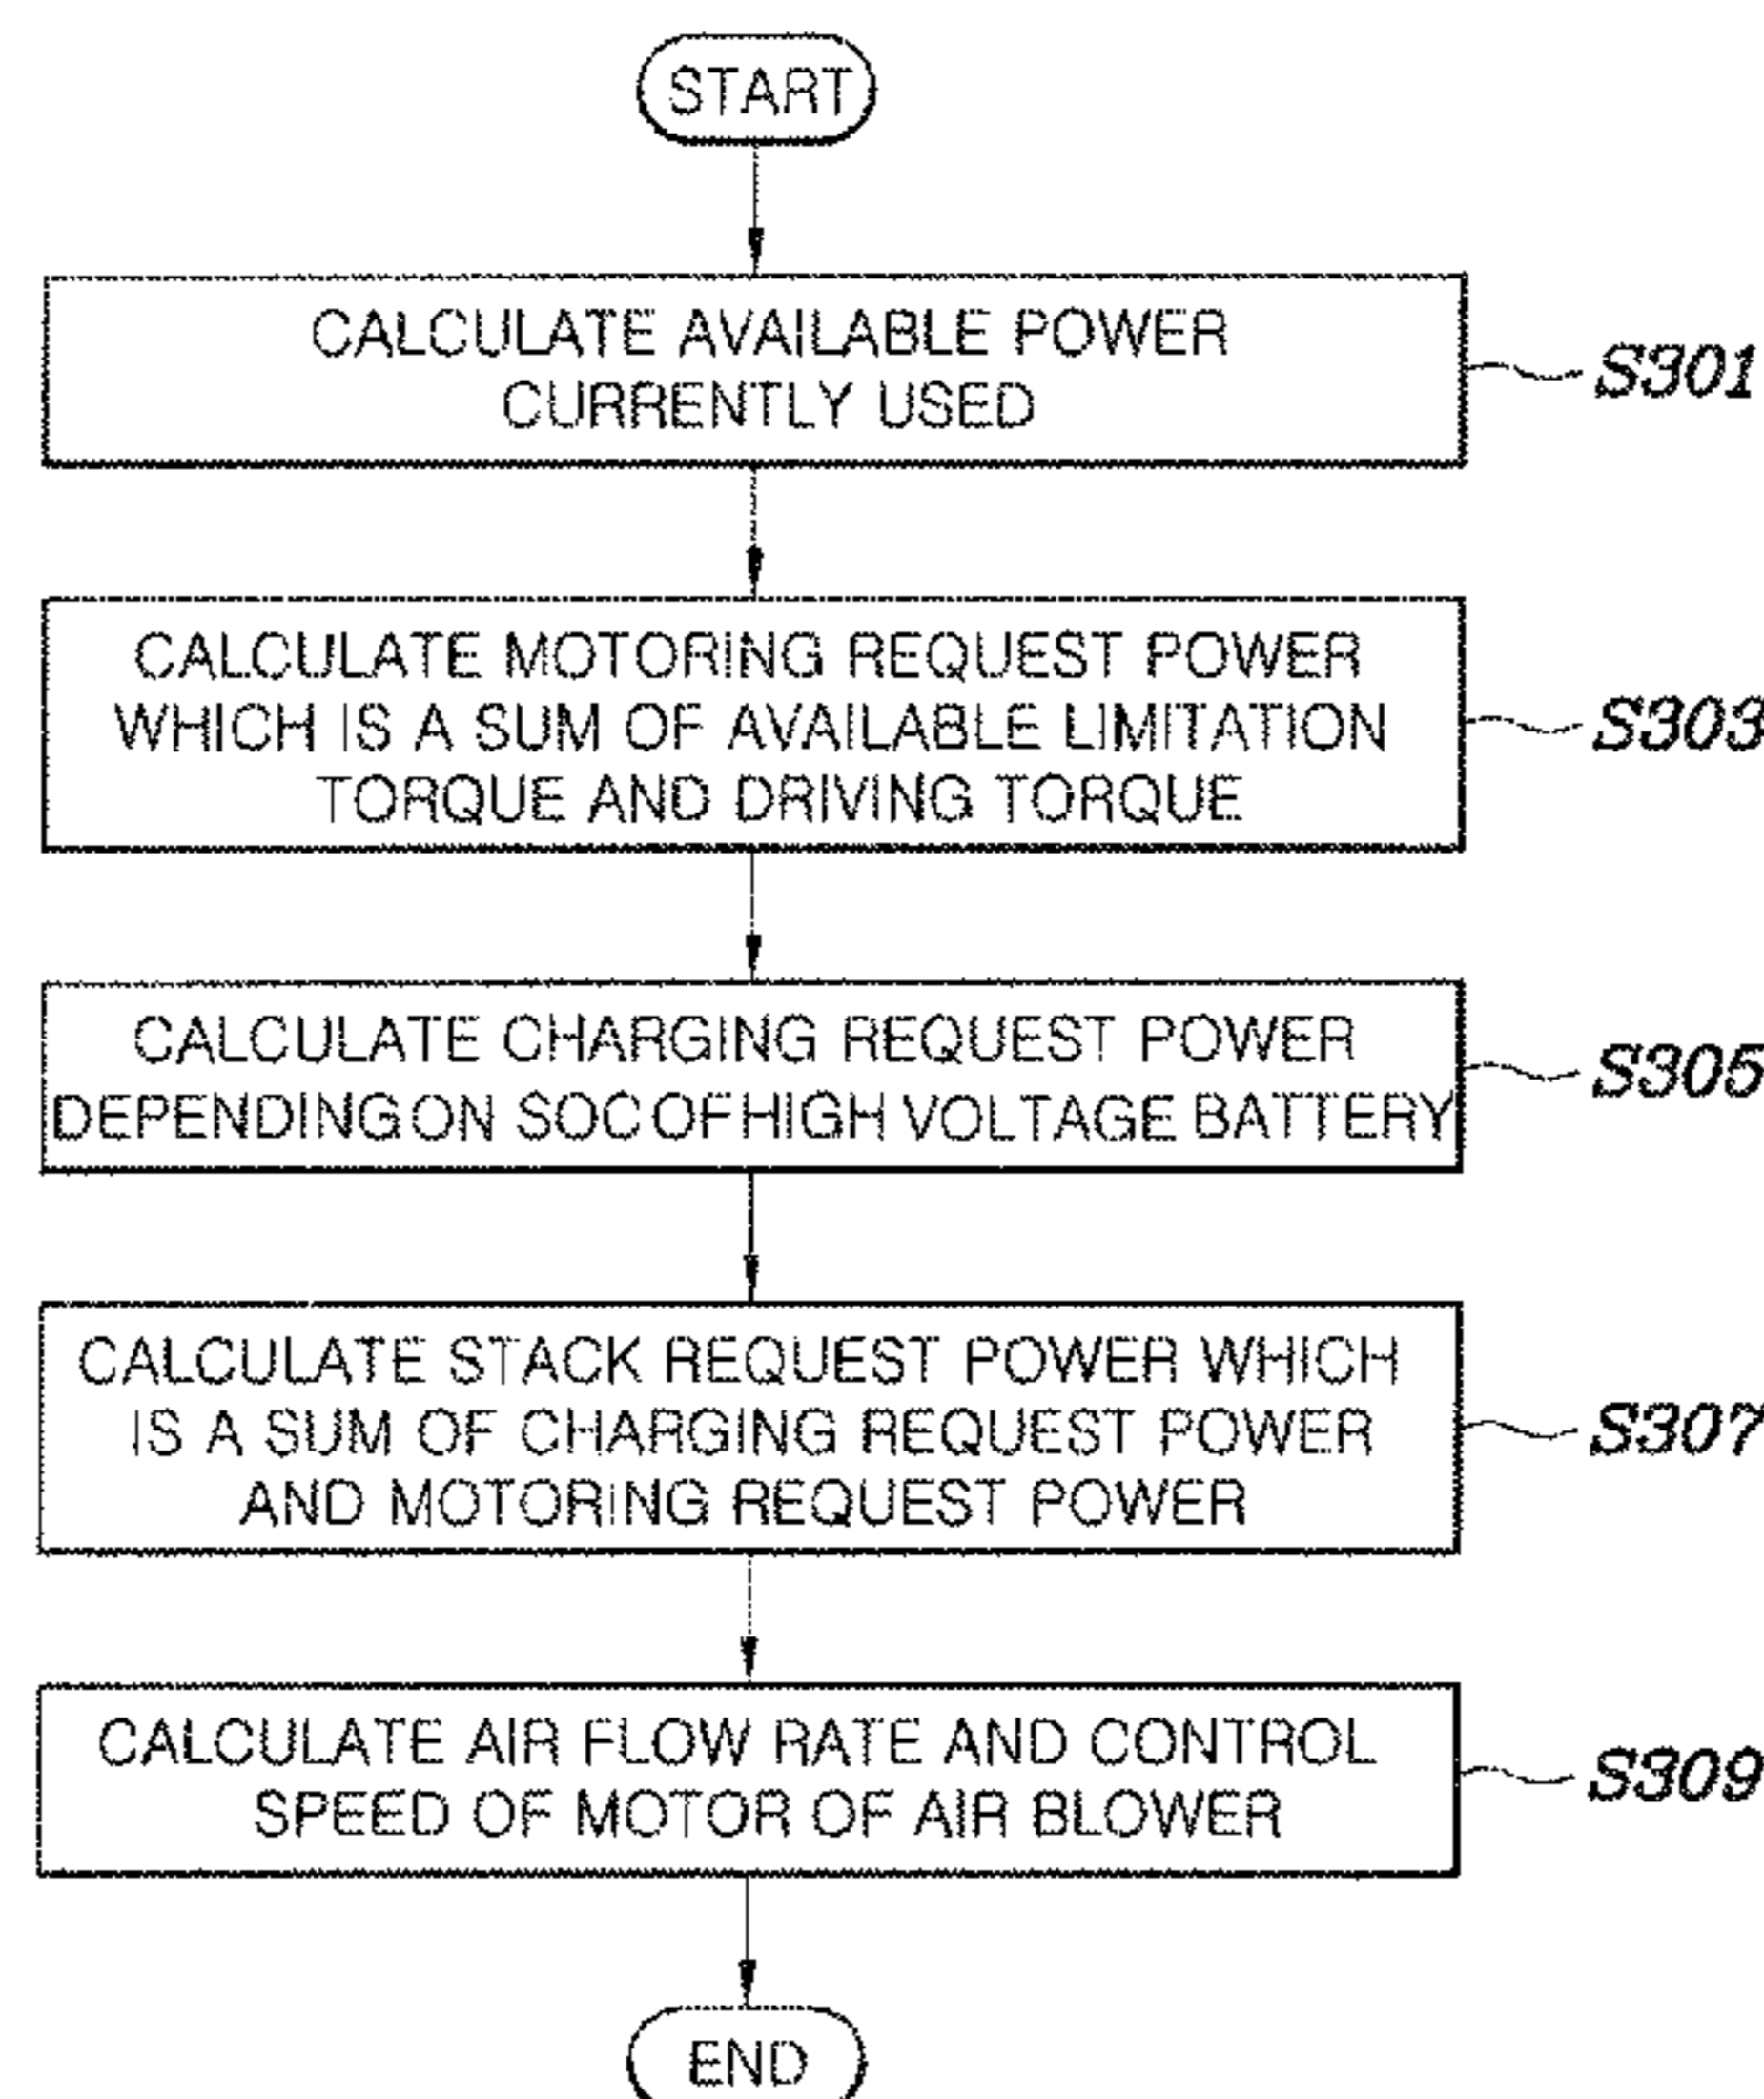 START
CALCULATE AVAILABLE POWER
CURRENTLY USED
S301
CALCULATE MOTORING REQUEST POWER
WHICH IS A SUM OF AVAILABLE LIMITATION
TORQUE AND DRIVING TORQUE
S303
CALCULATE CHARGING REQUEST POWER
DEPENDING ON SOC OF HIGH VOLTAGE BATTERY
S305
CALCULATE STACK REQUEST POWER WHICH
IS A SUM OF CHARGING REQUEST POWER
AND MOTORING REQUEST POWER
S307
CALCULATE AIR FLOW RATE AND CONTROL
SPEED OF MOTOR OF AIR BLOWER
S309
END